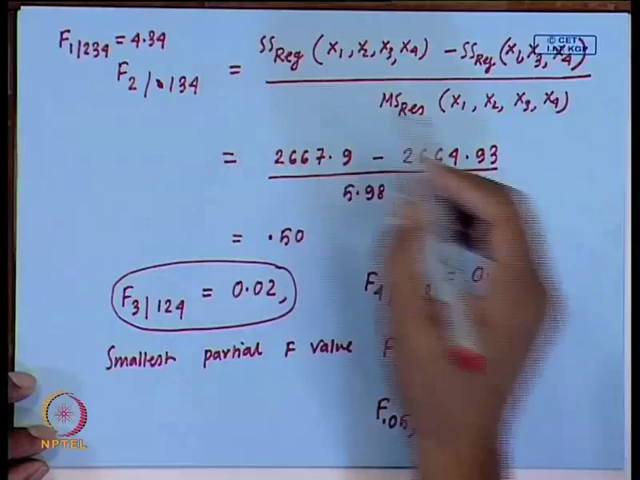 F1|234 = 4.34
F2|134 = SSReg (x1, x2, x3, x4) - SSReg (x1, x3, x4)
MSRes (x1, x2, x3, x4)
= 2667.9 - 2664.93
5.98
= .50
F3|124 = 0.02, F4| = 0.
Smallest partial F value F
F.05,
© CET
I.I.T. KGP
NPTEL